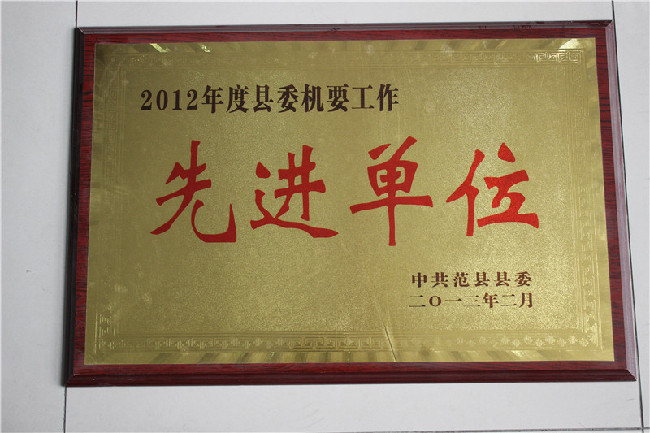 2012年度县委机要工作
先进单位
中共范县县委
二〇一三年二月